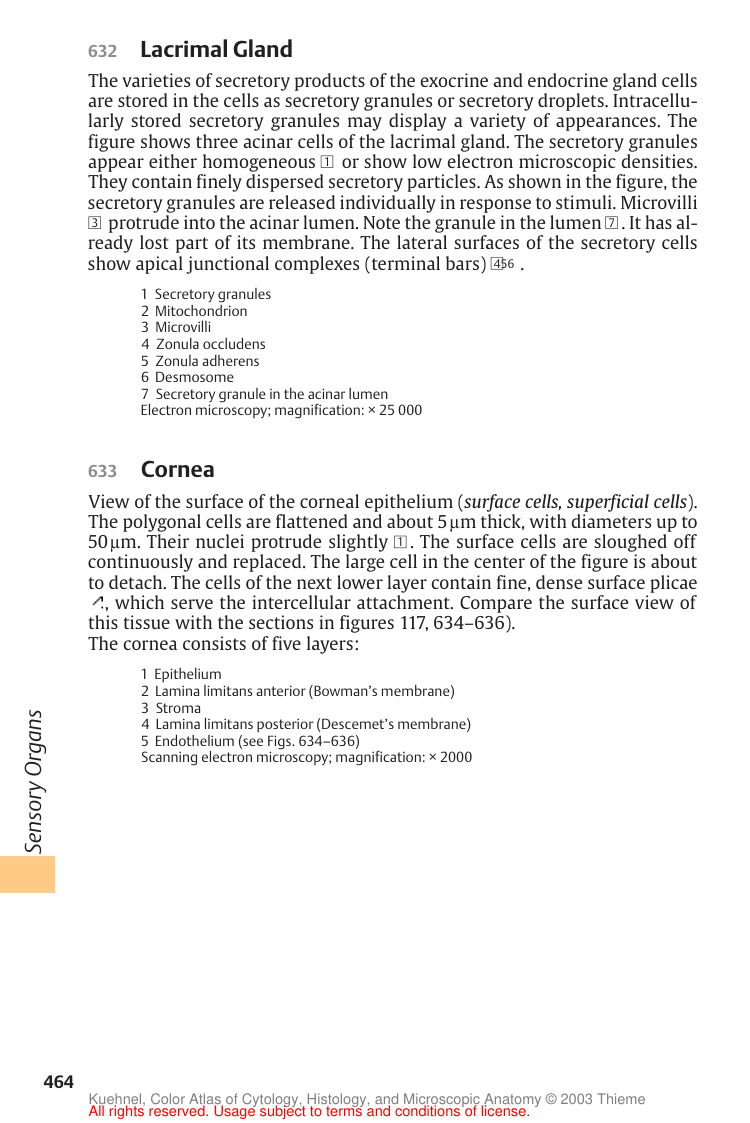 632 Lacrimal Gland
The varieties of secretory products of the exocrine and endocrine gland cells
are stored in the cells as secretory granules or secretory droplets. Intracellu-
larly stored secretory granules may display a variety of appearances. The
figure shows three acinar cells of the lacrimal gland. The secretory granules
appear either homogeneous 1 or show low electron microscopic densities.
They contain finely dispersed secretory particles. As shown in the figure, the
secretory granules are released individually in response to stimuli. Microvilli
3 protrude into the acinar lumen. Note the granule in the lumen 7. It has al-
ready lost part of its membrane. The lateral surfaces of the secretory cells
show apical junctional complexes (terminal bars) 456 .
1 Secretory granules
2 Mitochondrion
3 Microvilli
4 Zonula occludens
5 Zonula adherens
6 Desmosome
7 Secretory granule in the acinar lumen
Electron microscopy; magnification: × 25 000
633 Cornea
View of the surface of the corneal epithelium (surface cells, superficial cells).
The polygonal cells are flattened and about 5 μm thick, with diameters up to
50 μm. Their nuclei protrude slightly 1. The surface cells are sloughed off
continuously and replaced. The large cell in the center of the figure is about
to detach. The cells of the next lower layer contain fine, dense surface plicae
↗, which serve the intercellular attachment. Compare the surface view of
this tissue with the sections in figures 117, 634–636).
The cornea consists of five layers:
1 Epithelium
2 Lamina limitans anterior (Bowman's membrane)
3 Stroma
4 Lamina limitans posterior (Descemet's membrane)
5 Endothelium (see Figs. 634–636)
Scanning electron microscopy; magnification: × 2000
Sensory Organs
464
Kuehnel, Color Atlas of Cytology, Histology, and Microscopic Anatomy © 2003 Thieme
All rights reserved. Usage subject to terms and conditions of license.